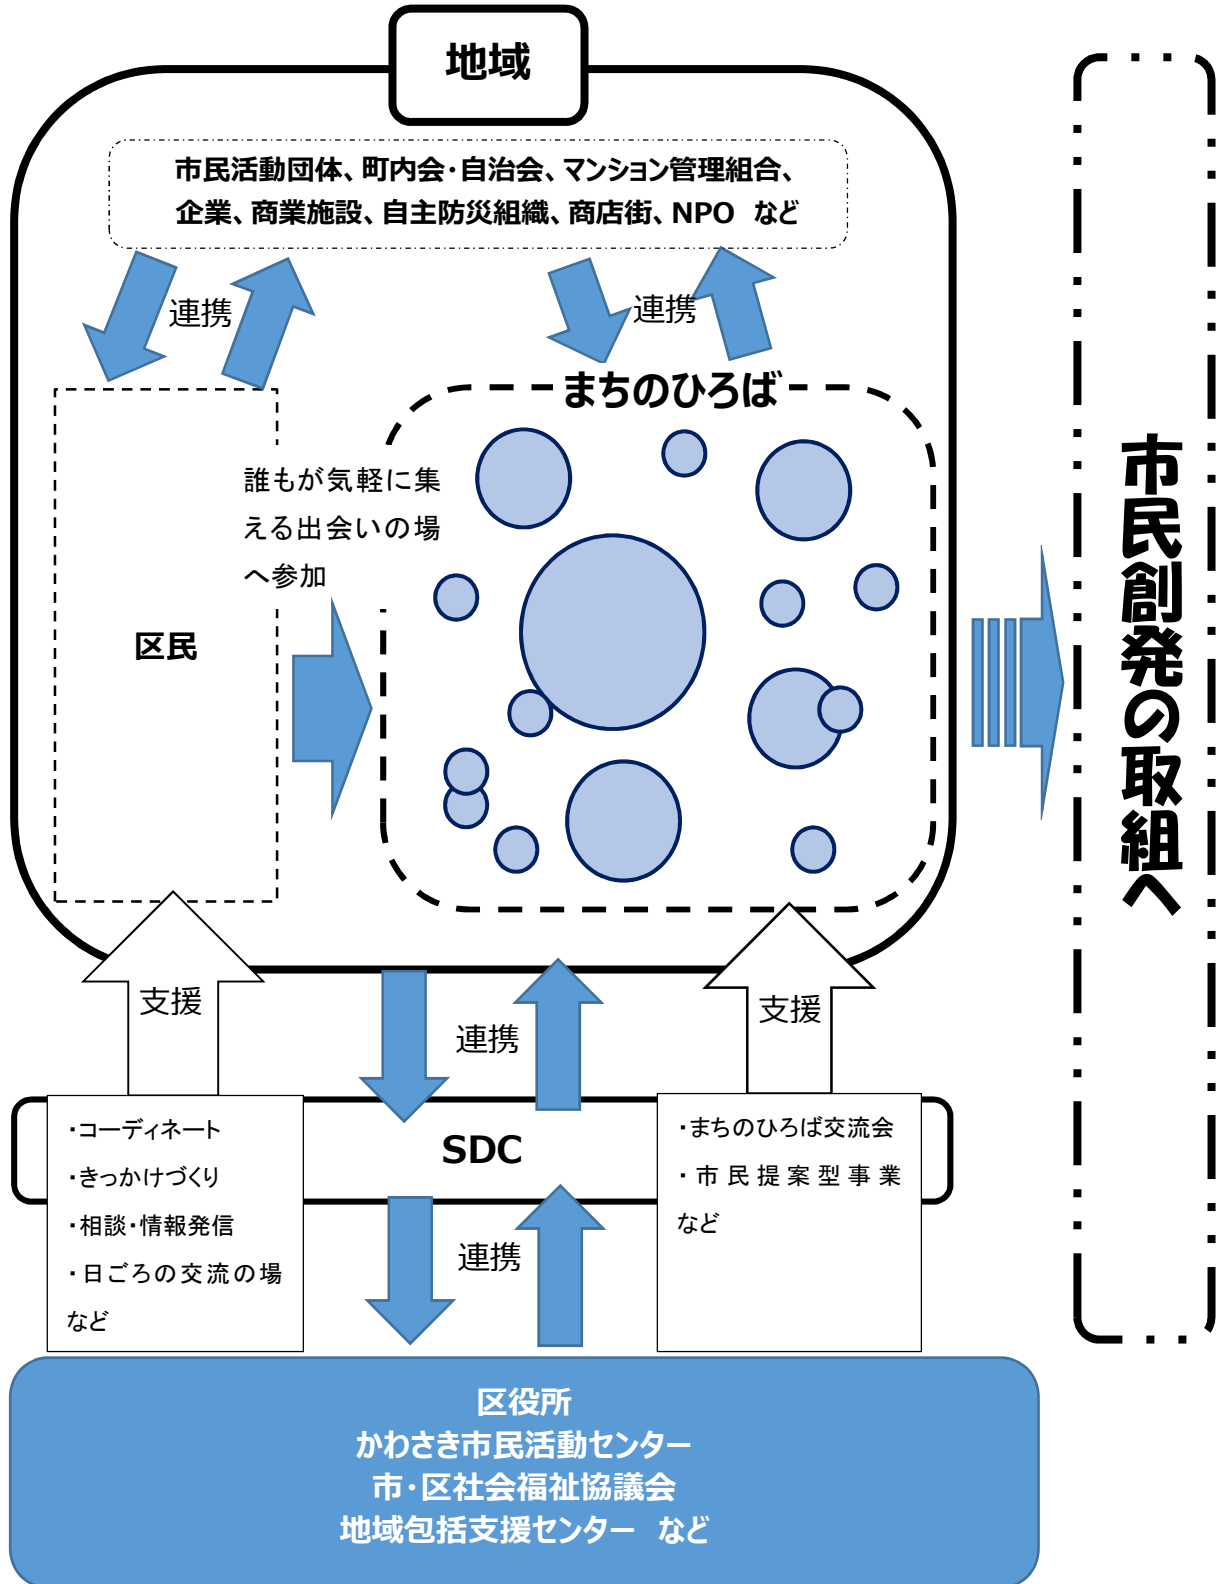 地域
市民活動団体、町内会・自治会、マンション管理組合、
企業、商業施設、自主防災組織、商店街、NPO など
連携
連携
まちのひろば
誰もが気軽に集
える出会いの場
へ参加
区民
市民創発の取組へ
支援
連携
支援
・コーディネート
・きっかけづくり
・相談・情報発信
・日ごろの交流の場
など
SDC
・まちのひろば交流会
・市民提案型事業
など
連携
区役所
かわさき市民活動センター
市・区社会福祉協議会
地域包括支援センター など